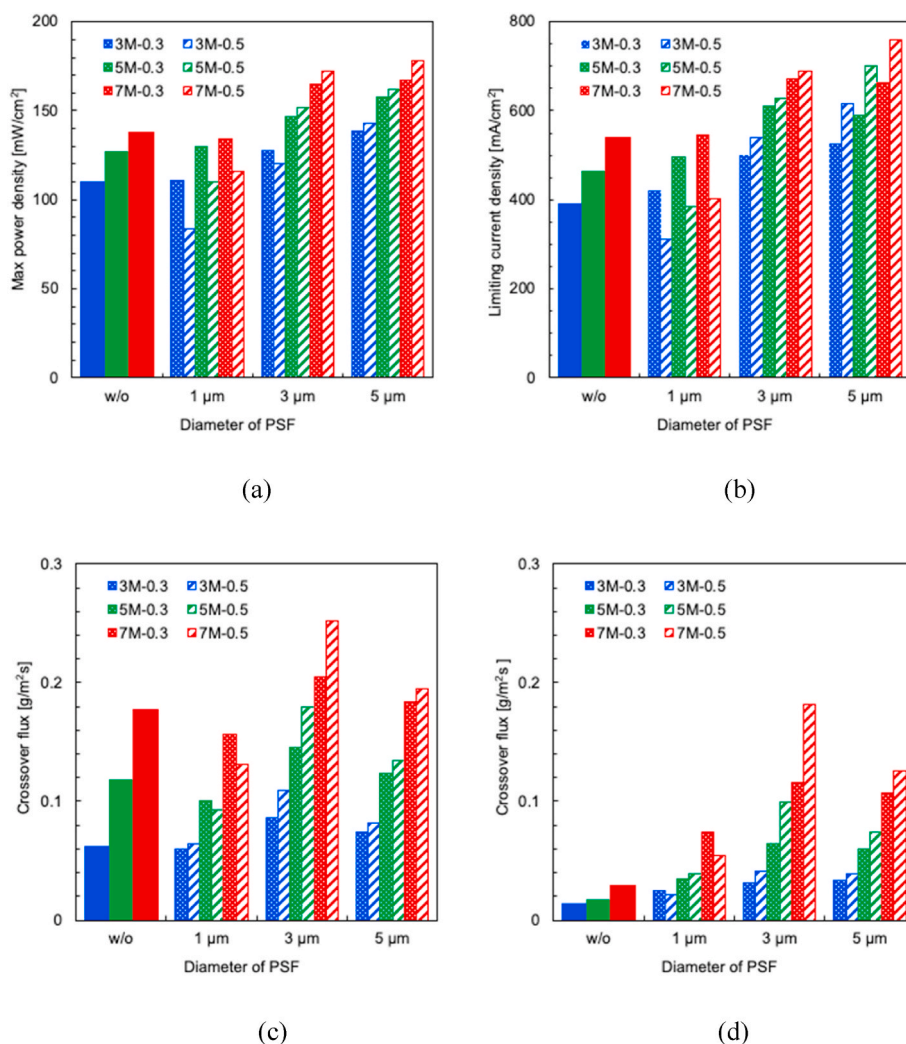 200
150
100
50
0
Max power density [mW/cm²]
3M-0.3 3M-0.5
5M-0.3 5M-0.5
7M-0.3 7M-0.5
w/o 1 µm 3 µm 5 µm
Diameter of PSF
(a)
800
600
400
200
0
Limiting current density [mA/cm²]
3M-0.3 3M-0.5
5M-0.3 5M-0.5
7M-0.3 7M-0.5
w/o 1 µm 3 µm 5 µm
Diameter of PSF
(b)
0.3
0.2
0.1
0
Crossover flux [g/m²s]
3M-0.3 3M-0.5
5M-0.3 5M-0.5
7M-0.3 7M-0.5
w/o 1 µm 3 µm 5 µm
Diameter of PSF
(c)
0.3
0.2
0.1
0
Crossover flux [g/m²s ]
3M-0.3 3M-0.5
5M-0.3 5M-0.5
7M-0.3 7M-0.5
w/o 1 µm 3 µm 5 µm
Diameter of PSF
(d)